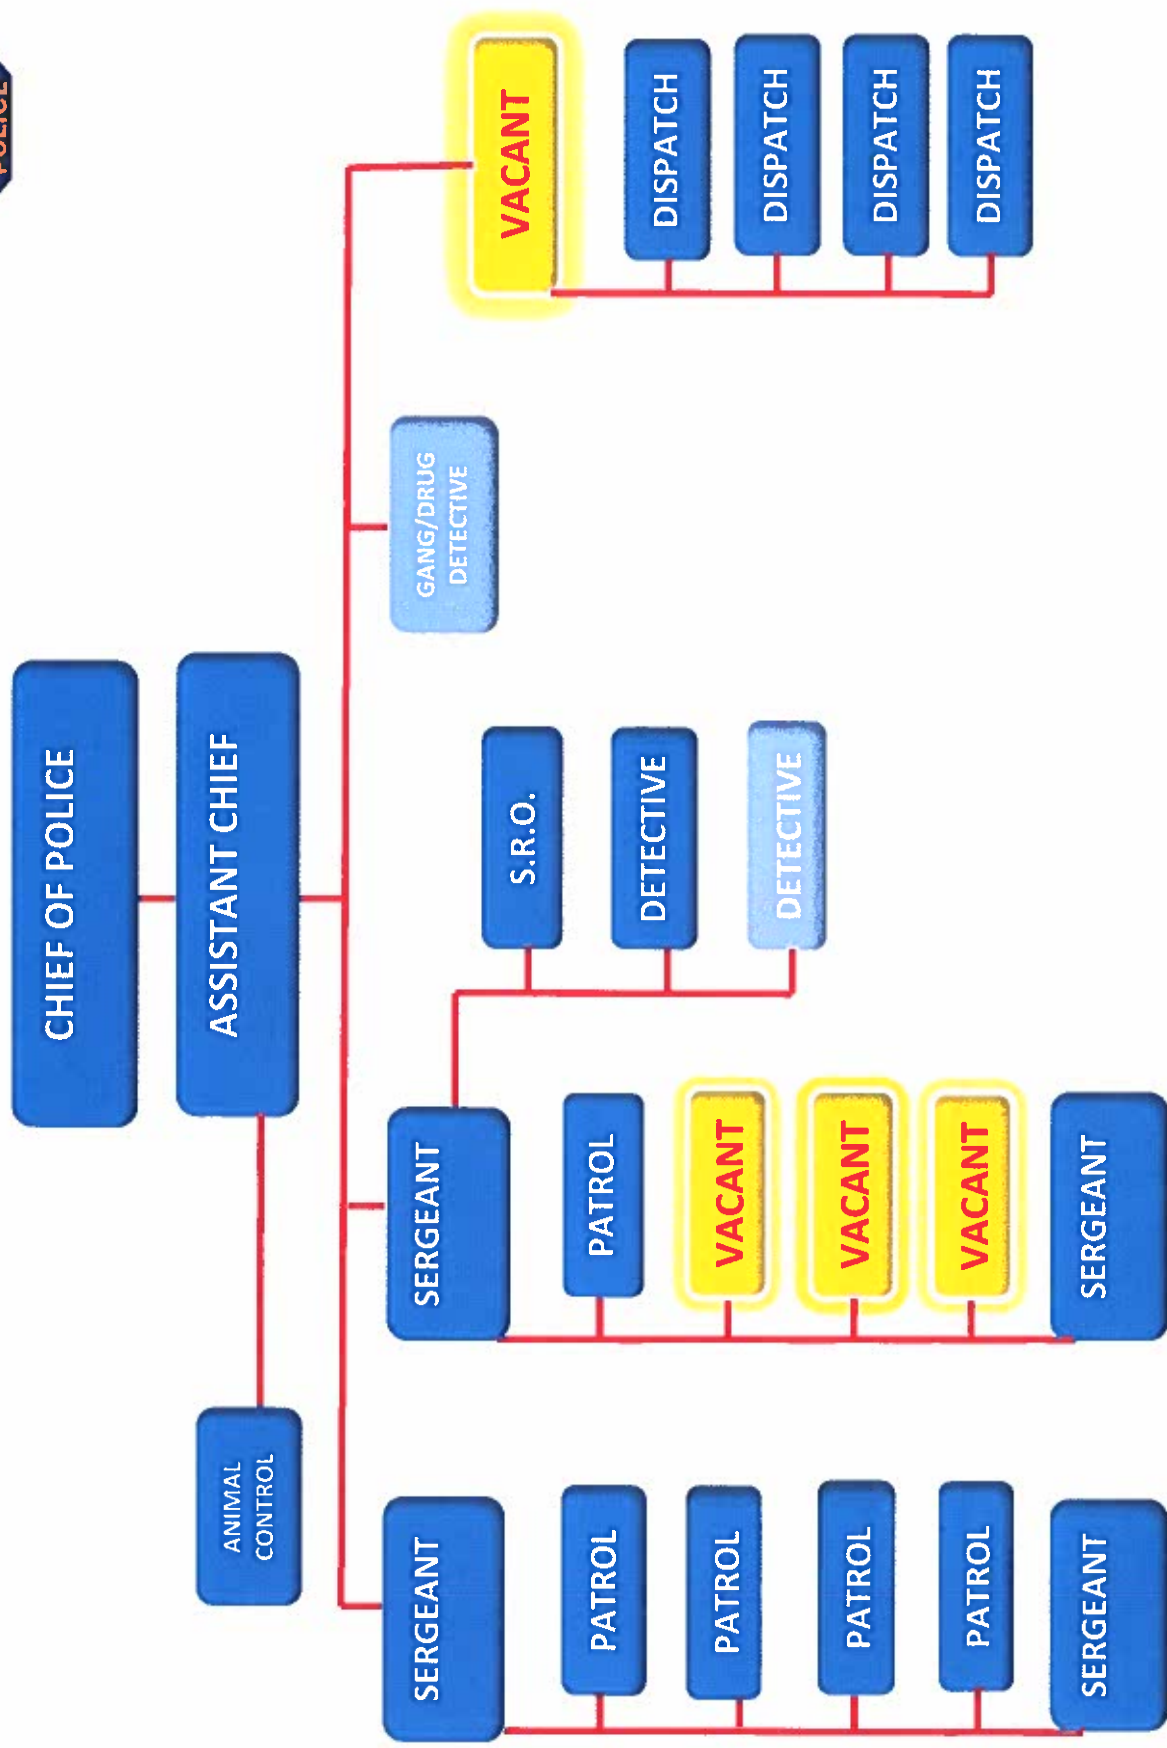 POLICE
CHIEF OF POLICE
ASSISTANT CHIEF
ANIMAL
CONTROL
SERGEANT
PATROL
PATROL
PATROL
PATROL
SERGEANT
SERGEANT
PATROL
VACANT
VACANT
VACANT
SERGEANT
S.R.O.
DETECTIVE
DETECTIVE
GANG/DRUG
DETECTIVE
VACANT
DISPATCH
DISPATCH
DISPATCH
DISPATCH